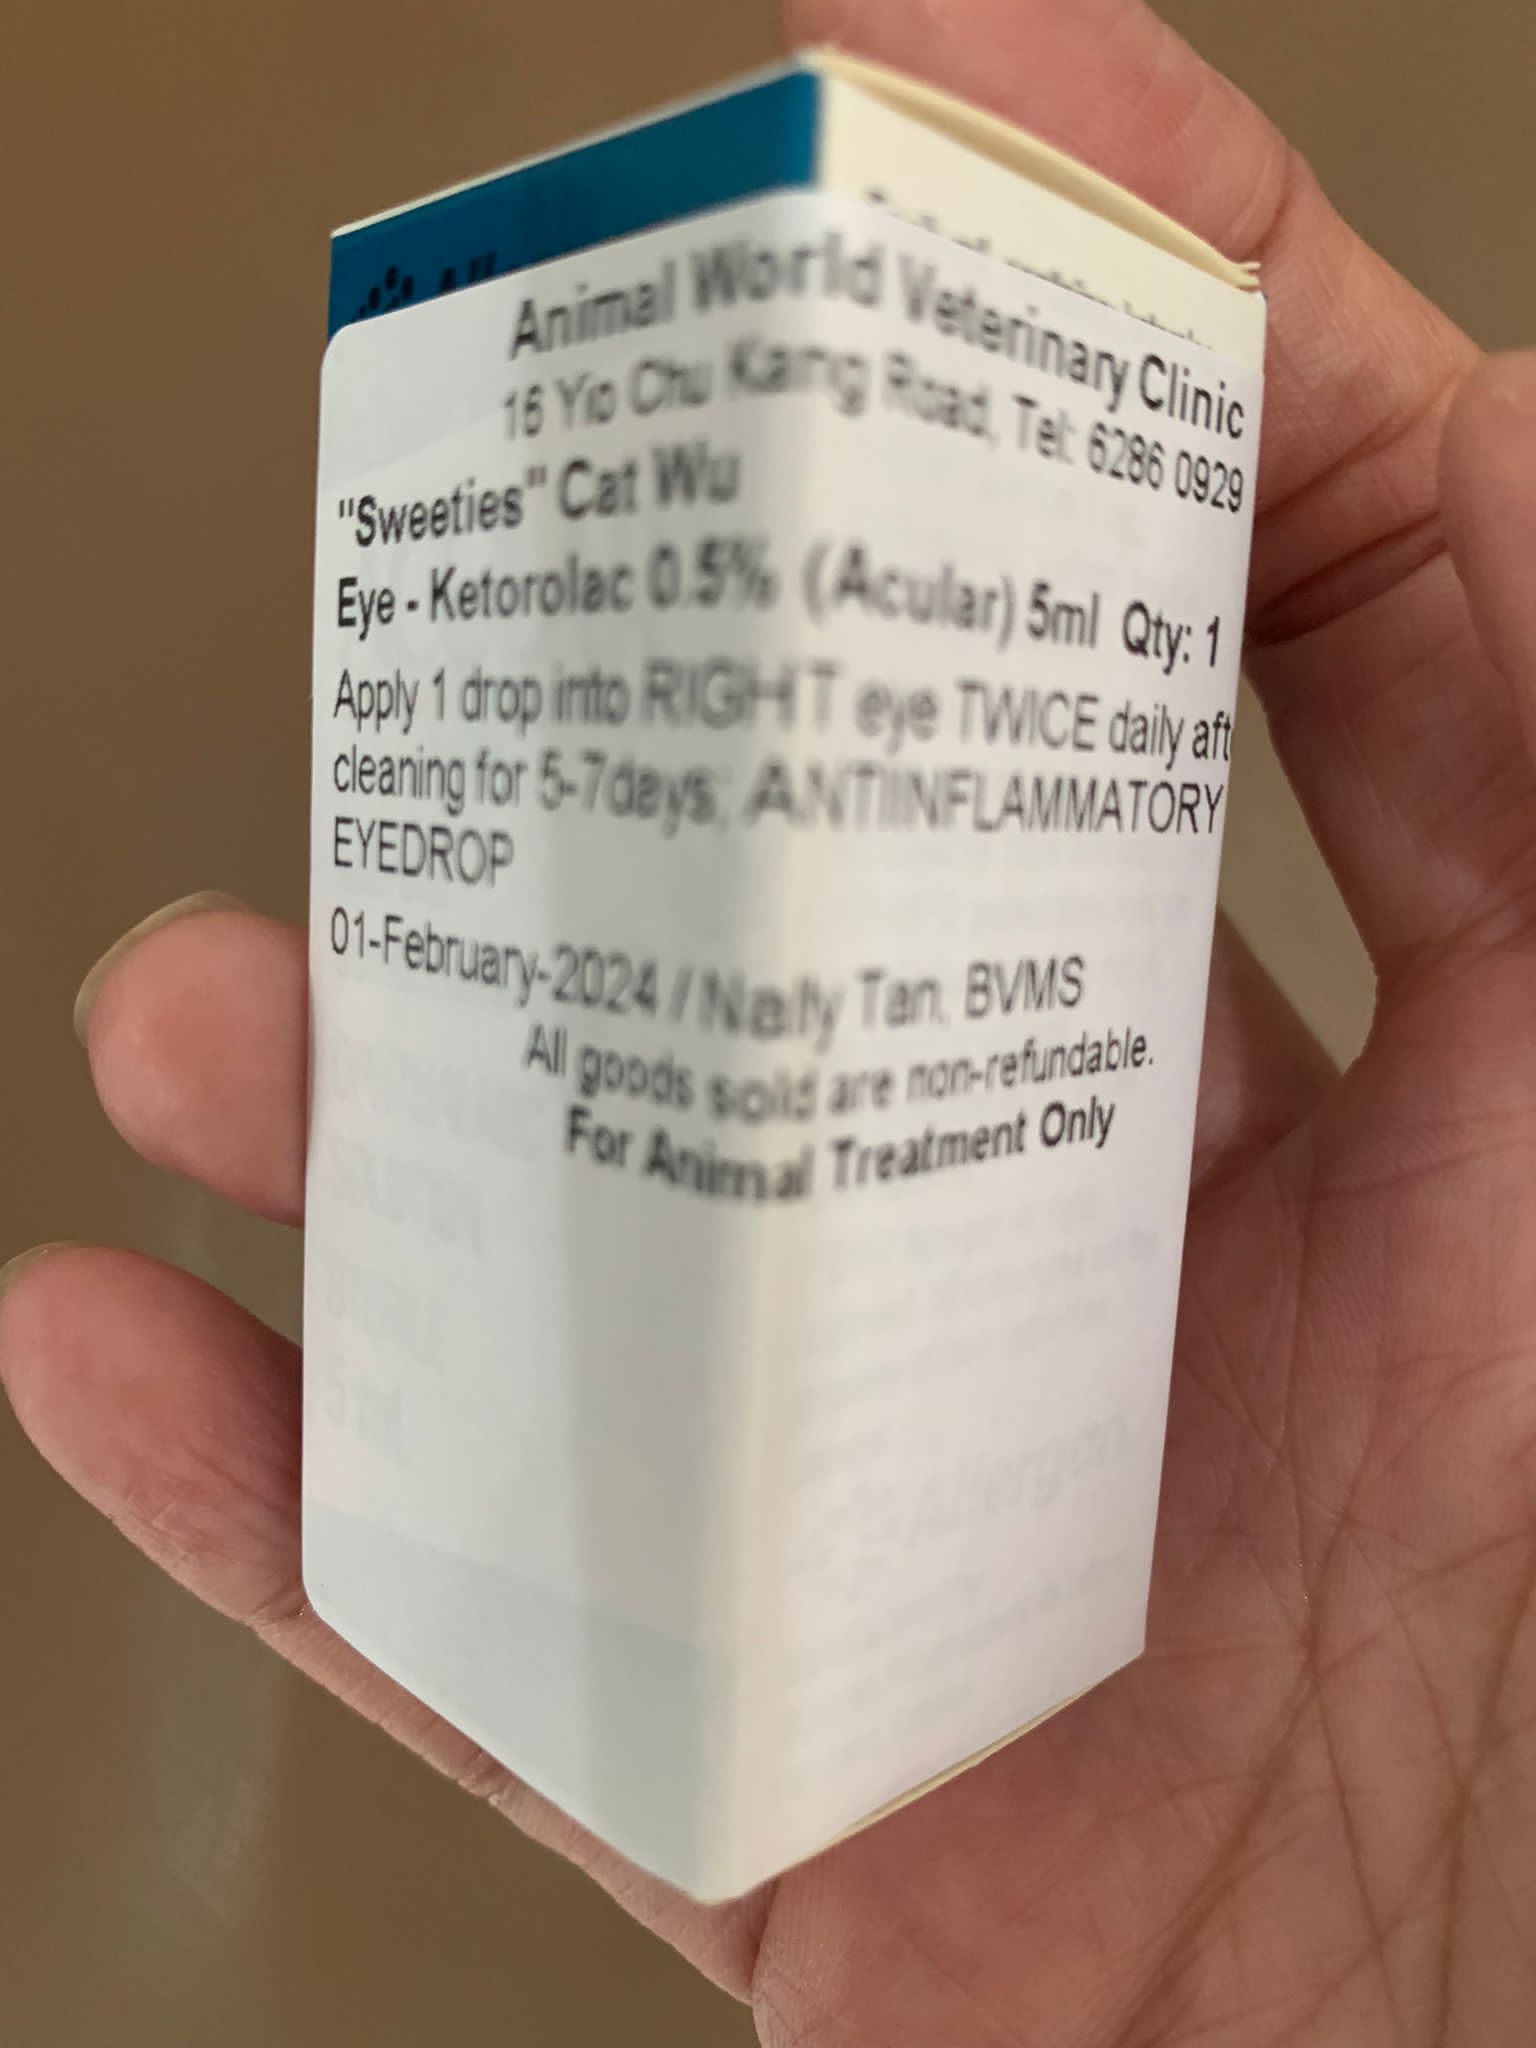 Animal World Veterinary Clinic
16 Yio Chu Kang Road, Tel: 6286 0929
"Sweeties" Cat Wu
Eye - Ketorolac 0.5% (Acular) 5ml Qty: 1
Apply 1 drop into RIGHT eye TWICE daily aft
cleaning for 5-7days; ANTIINFLAMMATORY
EYEDROP
01-February-2024 / Nally Tan, BVMS
All goods sold are non-refundable.
For Animal Treatment Only